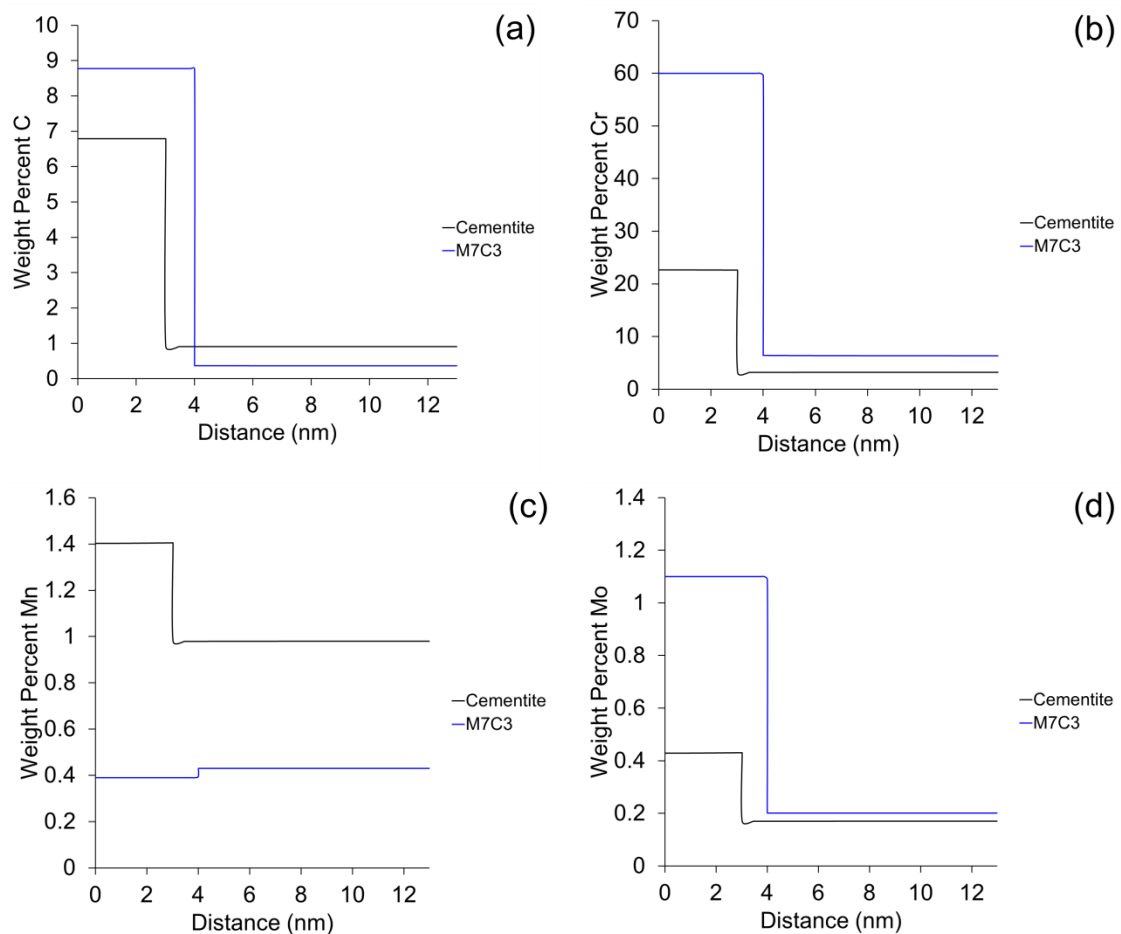 (a)
Weight Percent C
10
9
8
7
6
5
4
3
2
1
0
0 2 4 6 8 10 12
Distance (nm)
Cementite
M7C3
(b)
Weight Percent Cr
70
60
50
40
30
20
10
0
0 2 4 6 8 10 12
Distance (nm)
Cementite
M7C3
(c)
Weight Percent Mn
1.6
1.4
1.2
1
0.8
0.6
0.4
0.2
0
0 2 4 6 8 10 12
Distance (nm)
Cementite
M7C3
(d)
Weight Percent Mo
1.4
1.2
1
0.8
0.6
0.4
0.2
0
0 2 4 6 8 10 12
Distance (nm)
Cementite
M7C3